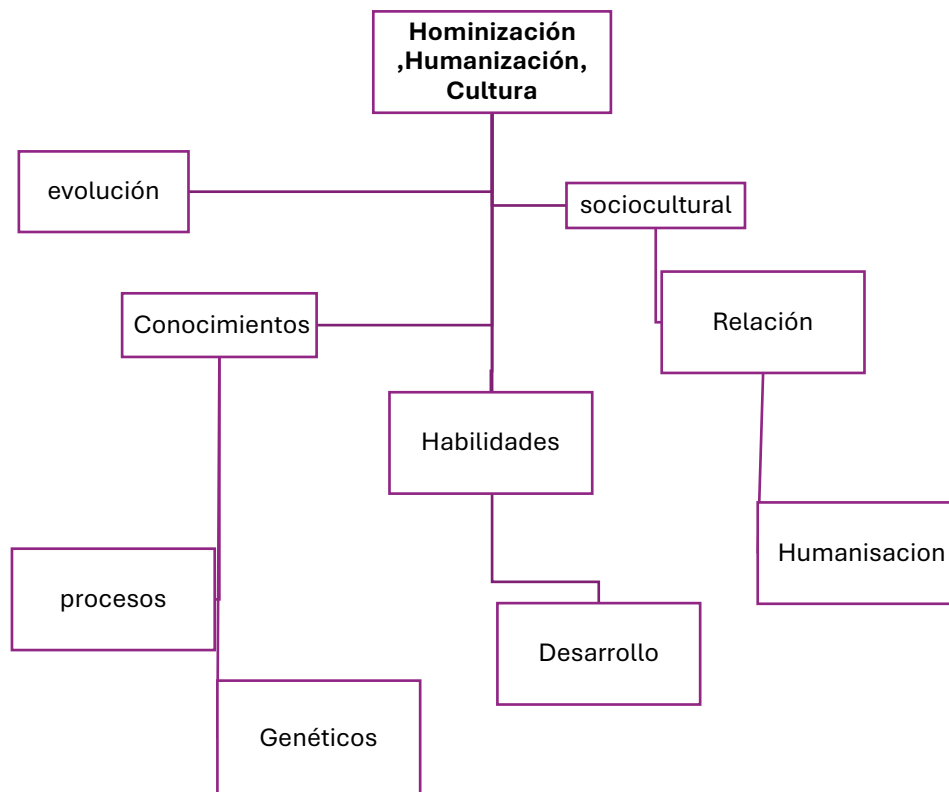 Hominización
,Humanización,
Cultura
evolución
sociocultural
Conocimientos
Relación
Habilidades
Humanisacion
procesos
Desarrollo
Genéticos